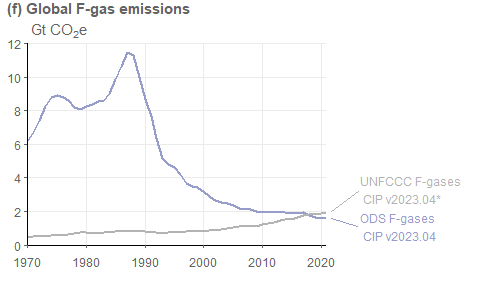 (f) Global F-gas emissions
Gt CO₂e
12
10
8
6
4
2
0
1970 1980 1990 2000 2010 2020
UNFCCC F-gases
CIP v2023.04*
ODS F-gases
CIP v2023.04